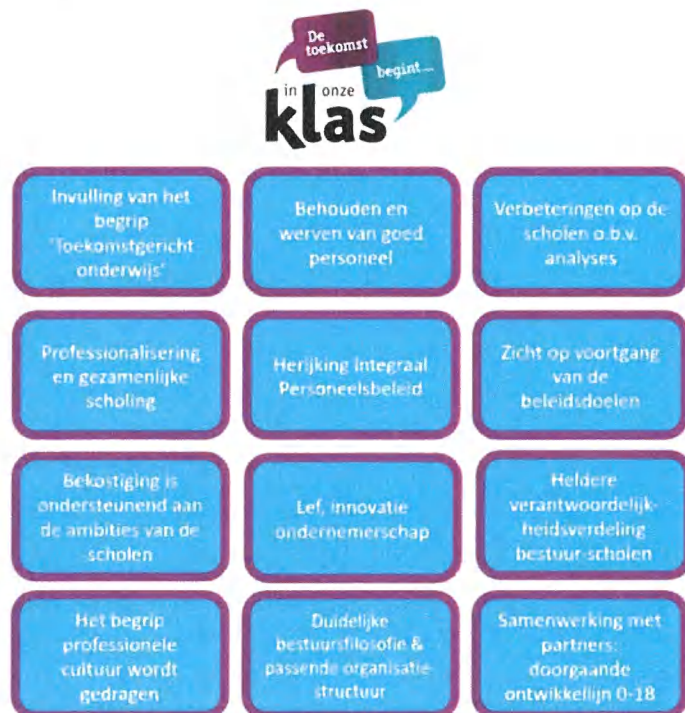 De
toekomst
begint...
in onze
klas
Invulling van het
begrip
'Toekomstgericht
onderwijs'
Behouden en
werven van goed
personeel
Verbeteringen op de
scholen o.b.v.
analyses
Professionalisering
en gezamenlijke
scholing
Herijking Integraal
Personeelsbeleid
Zicht op voortgang
van de
beleidsdoelen
Bekostiging is
ondersteunend aan
de ambities van de
scholen
Lef, innovatie
ondernemerschap
Heldere
verantwoordelijk-
heidsverdeling
bestuur-scholen
Het begrip
professionele
cultuur wordt
gedragen
Duidelijke
bestuursfilosofie &
passende organisatie
structuur
Samenwerking met
partners:
doorgaande
ontwikkellijn 0-18